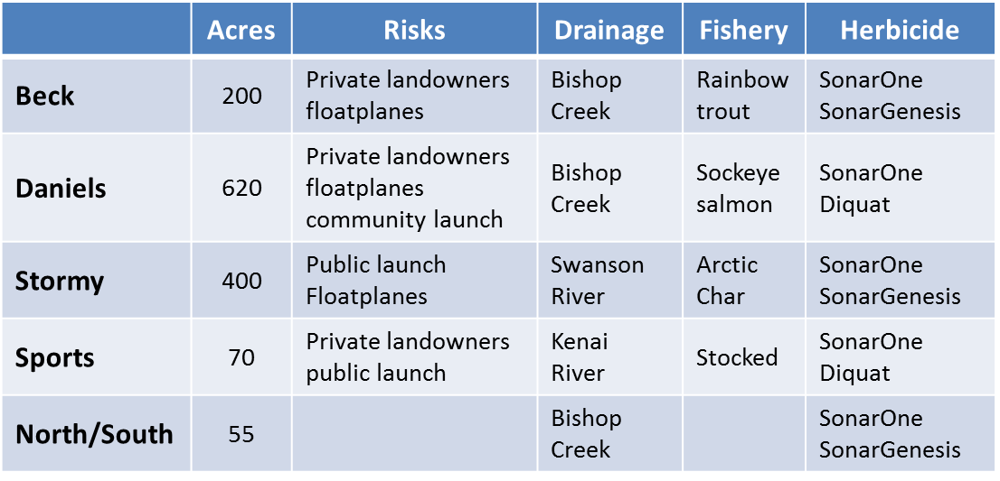 Acres Risks Drainage Fishery Herbicide
Beck 200 Private landowners floatplanes Bishop Creek Rainbow trout SonarOne SonarGenesis
Daniels 620 Private landowners floatplanes community launch Bishop Creek Sockeye salmon SonarOne Diquat
Stormy 400 Public launch Floatplanes Swanson River Arctic Char SonarOne SonarGenesis
Sports 70 Private landowners public launch Kenai River Stocked SonarOne Diquat
North/South 55 Bishop Creek SonarOne SonarGenesis